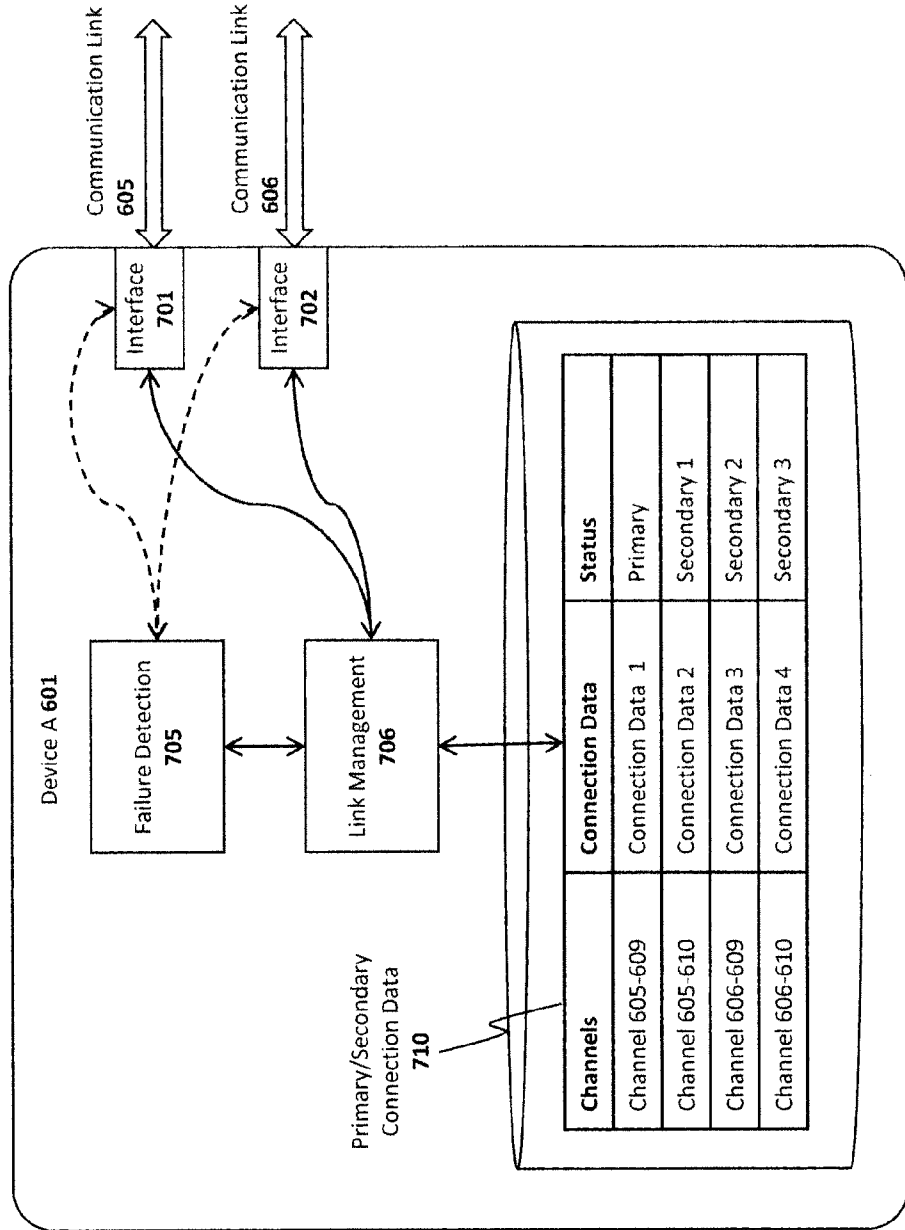 Device A 601
Communication Link
605
Communication Link
606
Interface
701
Interface
702
Failure Detection
705
Link Management
706
Primary/Secondary
Connection Data
710
Channels Connection Data Status
Channel 605-609 Connection Data 1 Primary
Channel 605-610 Connection Data 2 Secondary 1
Channel 606-609 Connection Data 3 Secondary 2
Channel 606-610 Connection Data 4 Secondary 3